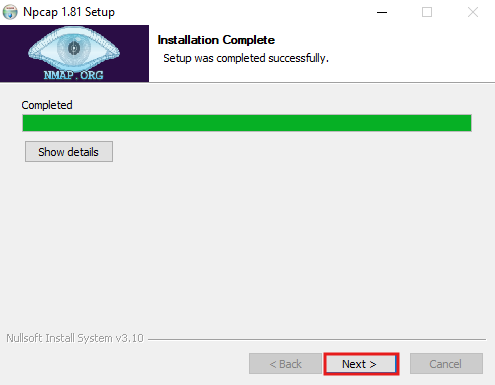 Npcap 1.81 Setup
Installation Complete
Setup was completed successfully.
NMAP.ORG
Completed
Show details
Nullsoft Install System v3.10
< Back
Next >
Cancel